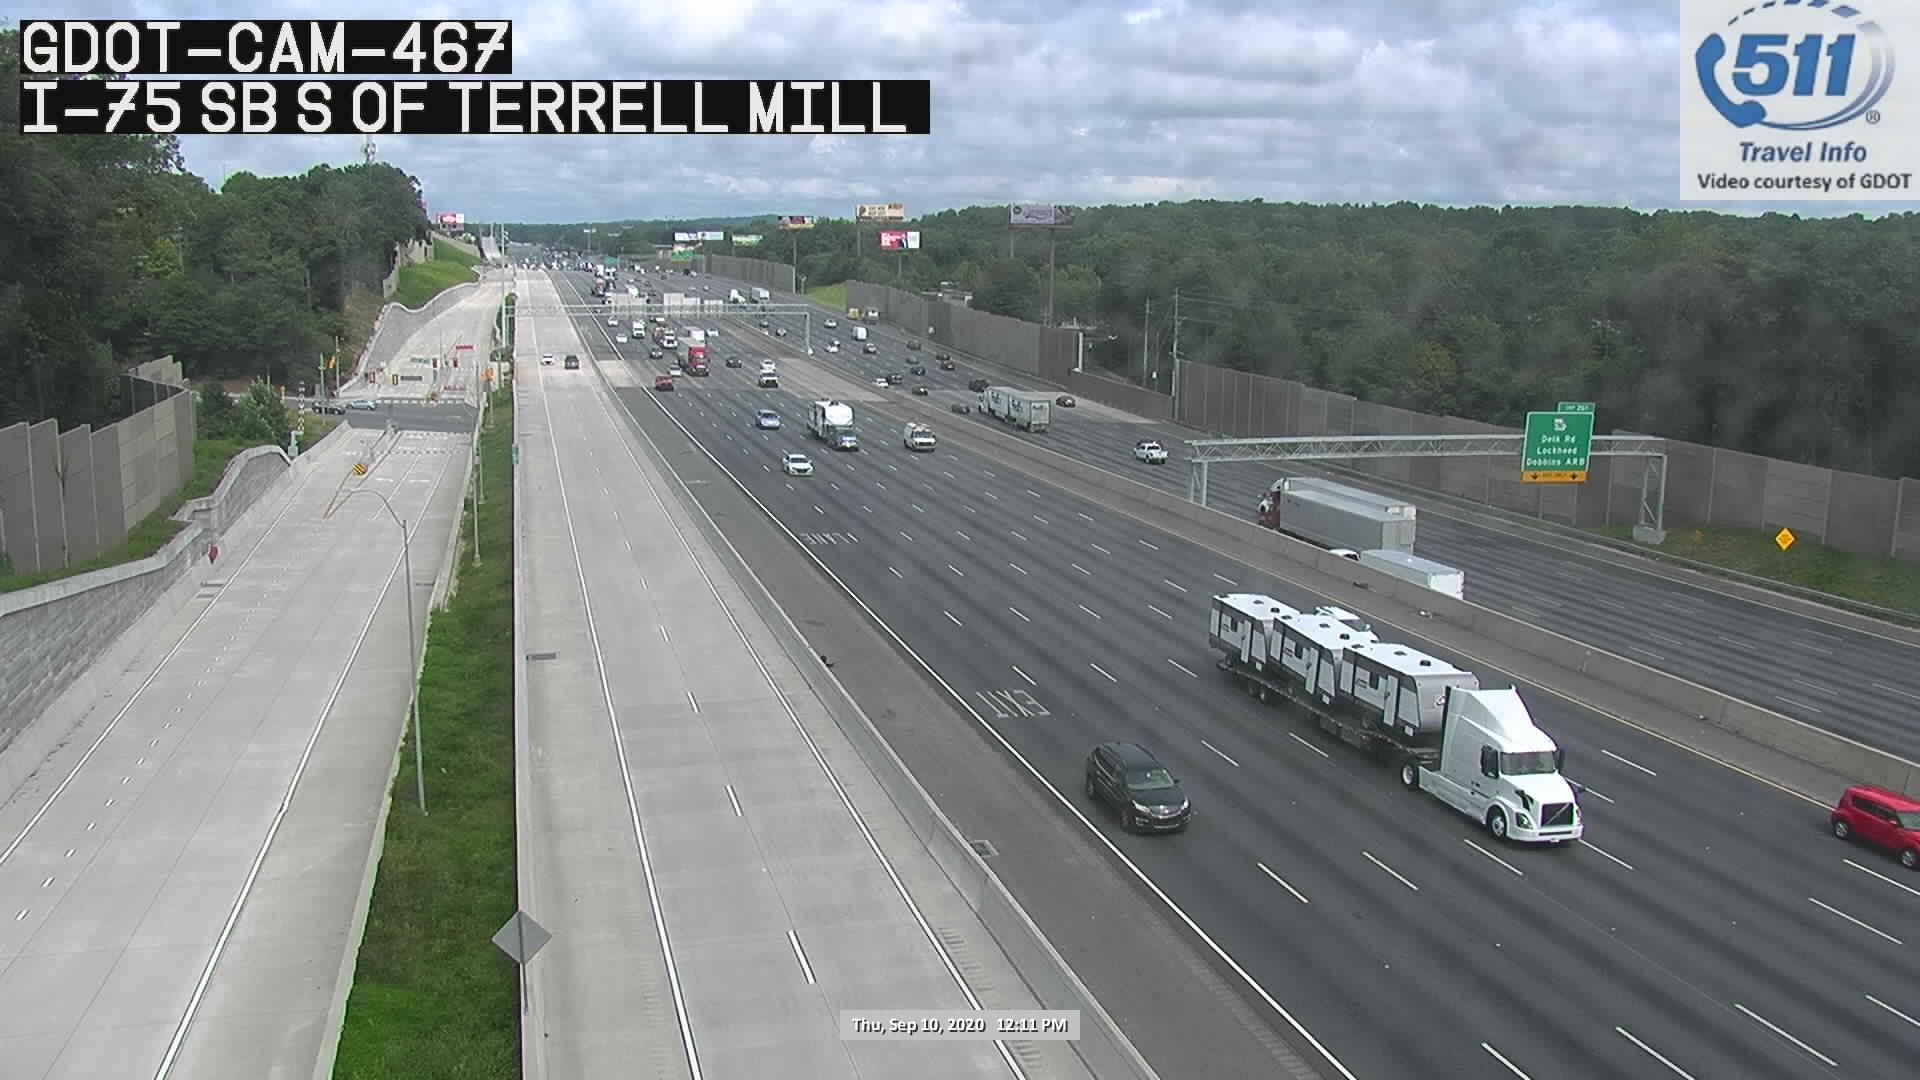 GDOT-CAM-467
I-75 SB S OF TERRELL MILL
511
®
Travel Info
Video courtesy of GDOT
Delk Rd
Lockheed
Dobbins ARB
LANE
EXIT
Thu, Sep 10, 2020 12:11 PM